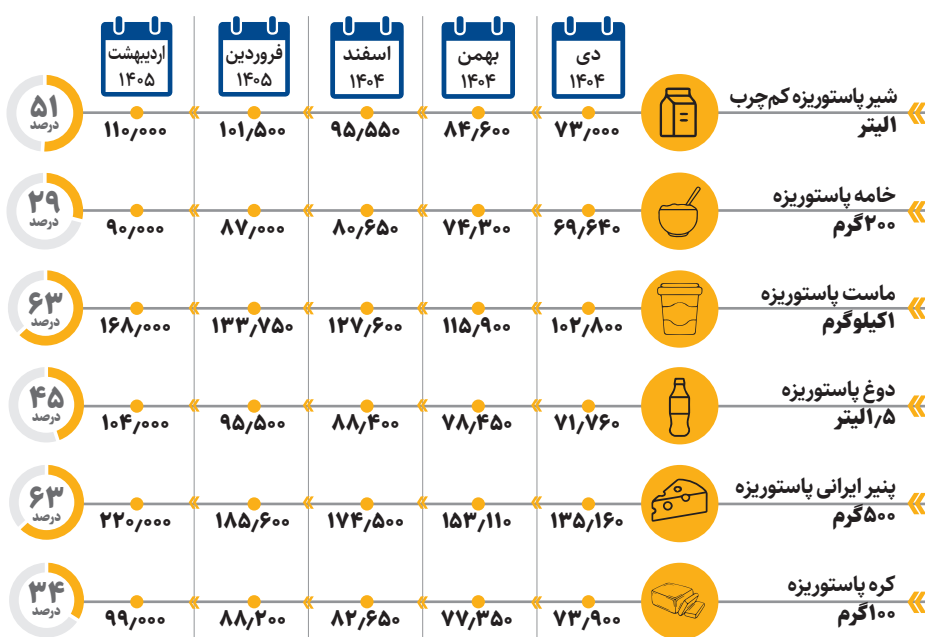 دی
۱۴۰۴
بهمن
۱۴۰۴
اسفند
۱۴۰۴
فروردین
۱۴۰۵
اردیبهشت
۱۴۰۵
شیر پاستوریزه کم‌چرب
۱لیتر
۷۳٫۰۰۰
۸۴٫۶۰۰
۹۵٫۵۵۰
۱۰۱٫۵۰۰
۱۱۰٫۰۰۰
۵۱
درصد
خامه پاستوریزه
۲۰۰گرم
۶۹٫۶۴۰
۷۴٫۳۰۰
۸۰٫۶۵۰
۸۷٫۰۰۰
۹۰٫۰۰۰
۲۹
درصد
ماست پاستوریزه
۱کیلوگرم
۱۰۲٫۸۰۰
۱۱۵٫۹۰۰
۱۲۷٫۶۰۰
۱۳۳٫۷۵۰
۱۶۸٫۰۰۰
۶۳
درصد
دوغ پاستوریزه
۱٫۵لیتر
۷۱٫۷۶۰
۷۸٫۴۵۰
۸۸٫۴۰۰
۹۵٫۵۰۰
۱۰۴٫۰۰۰
۴۵
درصد
پنیر ایرانی پاستوریزه
۵۰۰گرم
۱۳۵٫۱۶۰
۱۵۳٫۱۱۰
۱۷۴٫۵۰۰
۱۸۵٫۶۰۰
۲۲۰٫۰۰۰
۶۳
درصد
کره پاستوریزه
۱۰۰گرم
۷۳٫۹۰۰
۷۷٫۳۵۰
۸۲٫۶۵۰
۸۸٫۲۰۰
۹۹٫۰۰۰
۳۴
درصد